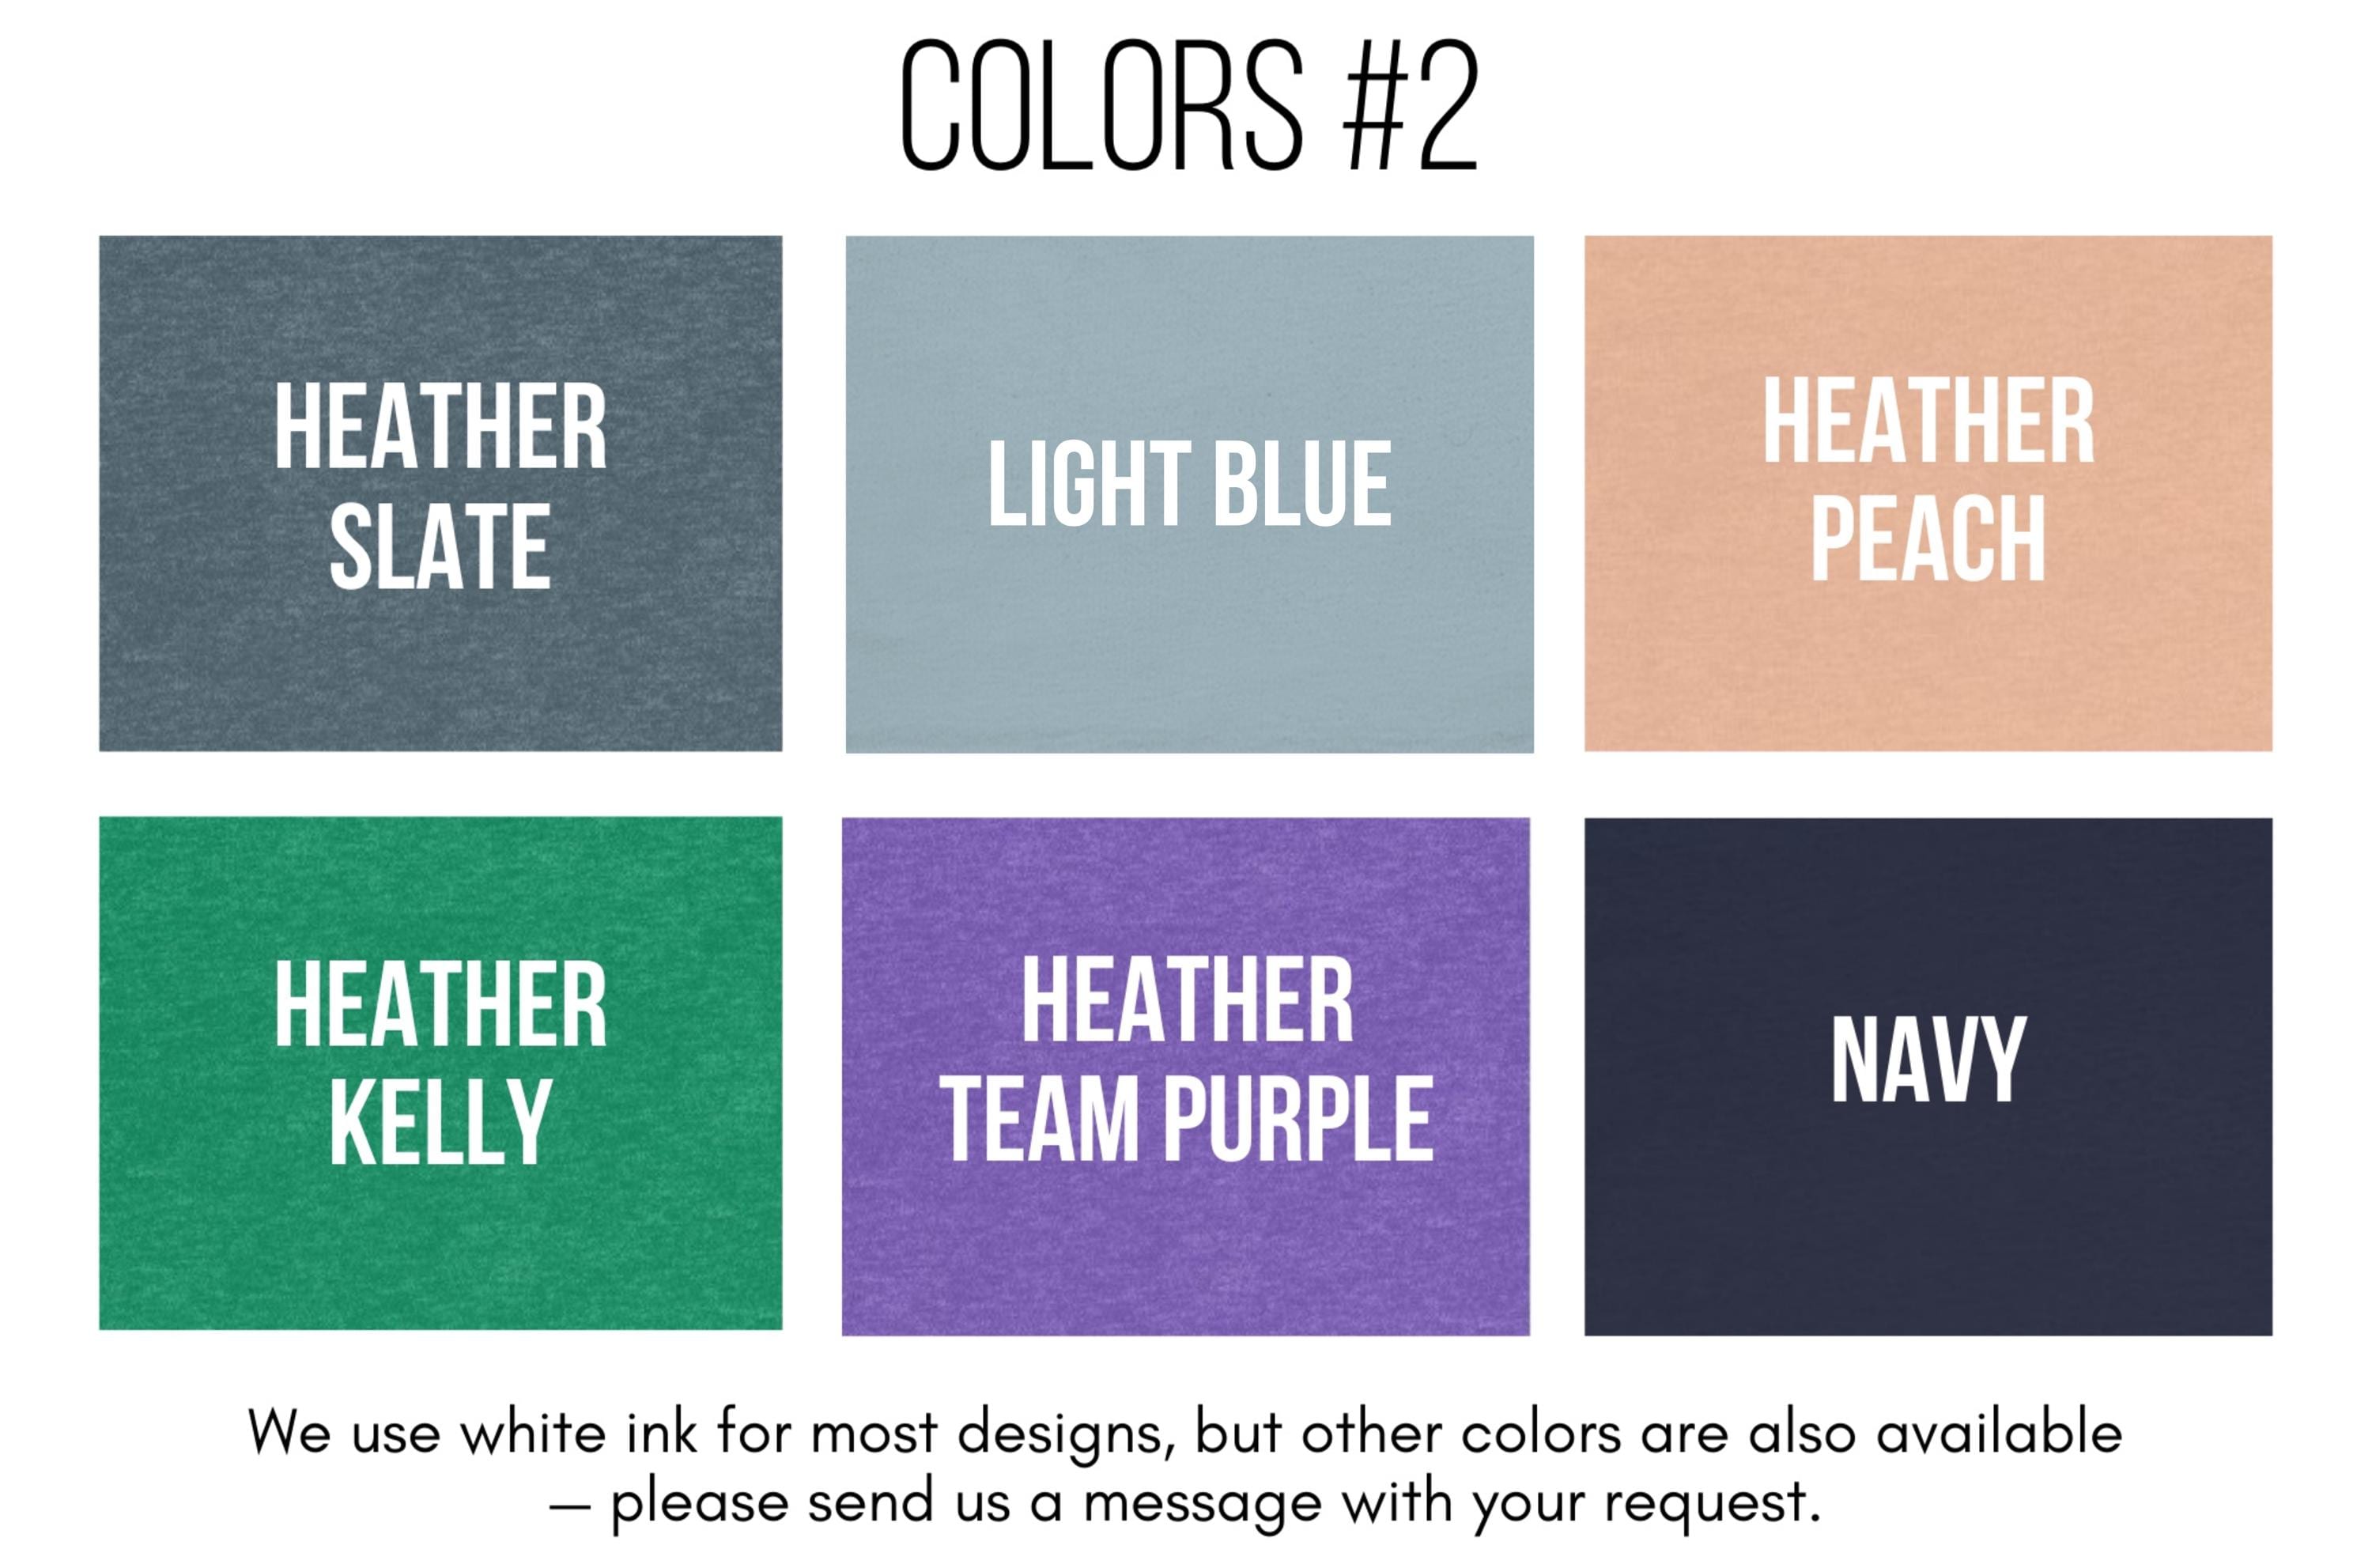 COLORS #2
HEATHER
SLATE
LIGHT BLUE
HEATHER
PEACH
HEATHER
KELLY
HEATHER
TEAM PURPLE
NAVY
We use white ink for most designs, but other colors are also available
– please send us a message with your request.